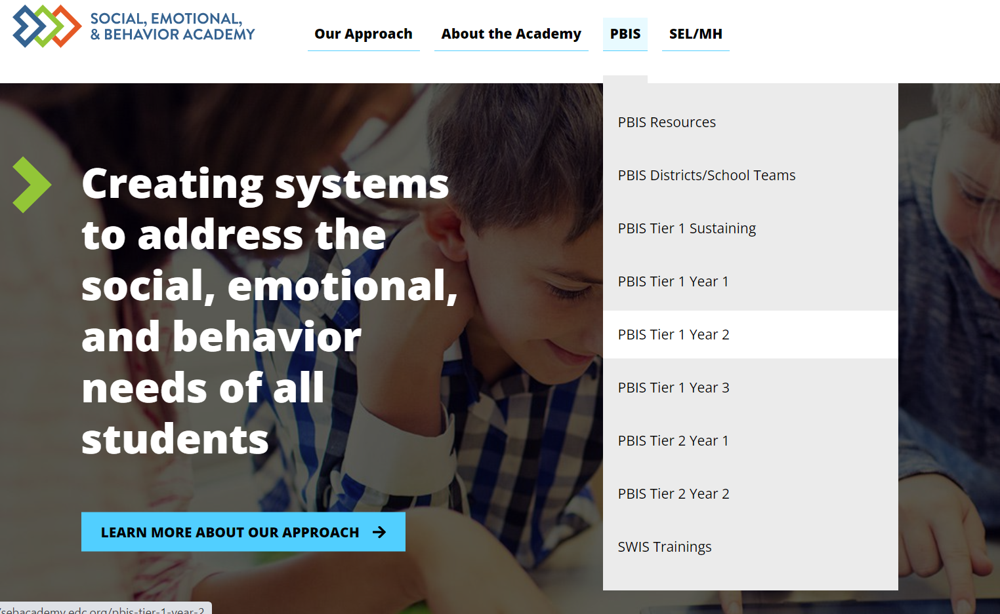 SOCIAL, EMOTIONAL,
& BEHAVIOR ACADEMY
Our Approach
About the Academy
PBIS
SEL/MH
PBIS Resources
PBIS Districts/School Teams
PBIS Tier 1 Sustaining
PBIS Tier 1 Year 1
PBIS Tier 1 Year 2
PBIS Tier 1 Year 3
PBIS Tier 2 Year 1
PBIS Tier 2 Year 2
SWIS Trainings
Creating systems
to address the
social, emotional,
and behavior
needs of all
students
LEARN MORE ABOUT OUR APPROACH
/sebacademy.edc.org/pbis-tier-1-year-2